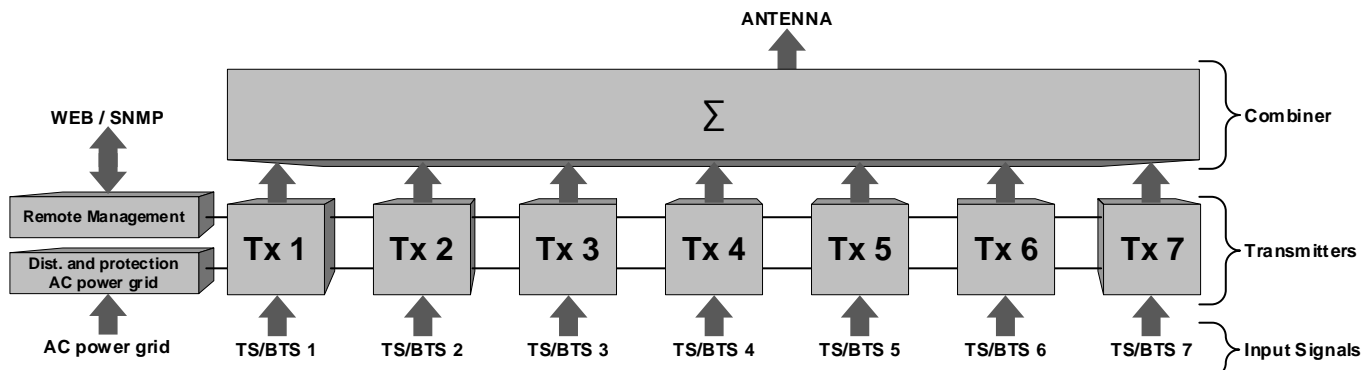 ANTENNA
WEB / SNMP
∑
Combiner
Remote Management
Tx 1
Tx 2
Tx 3
Tx 4
Tx 5
Tx 6
Tx 7
Transmitters
Dist. and protection
AC power grid
AC power grid
TS/BTS 1
TS/BTS 2
TS/BTS 3
TS/BTS 4
TS/BTS 5
TS/BTS 6
TS/BTS 7
Input Signals